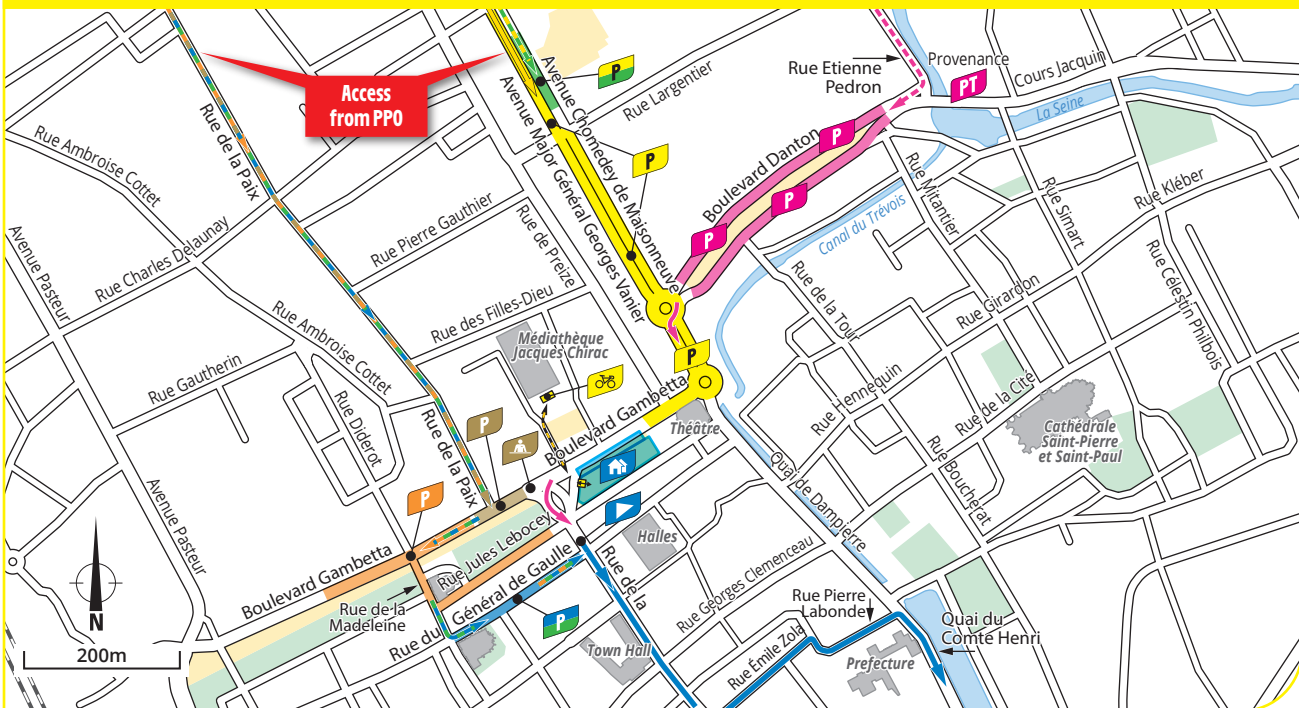 Access
from PPO
P
Avenue Chomedey de Maisonneuve
Avenue Major Général Georges Vanier
Rue Largentier
Rue Etienne
Pedron
Provenance
PT
Cours Jacquin
La Seine
Rue de la Paix
Rue Ambroise Cottet
P
P
Boulevard Danton
P
P
Rue Mitantier
Rue Simart
Rue Kléber
Canal du Trévois
Avenue Pasteur
Rue Charles Delaunay
Rue Pierre Gauthier
Rue de Preize
Rue de la Tour
Rue Girardon
Rue Célestin Philbois
Rue Ambroise Cottet
Rue des Filles-Dieu
Médiathèque
Jacques Chirac
P
Rue Gautherin
Rue Diderot
Rue de la Paix
P
Boulevard Gambetta
Théâtre
Rue Hennequin
Rue de la Cité
Cathédrale
Saint-Pierre
et Saint-Paul
Rue Boucherat
Quai de Dampierre
Avenue Pasteur
P
Boulevard Gambetta
Rue Jules Lebocey
Halles
Rue de la
Rue Georges Clemenceau
Rue de la
Madeleine
Rue du Général de Gaulle
P
Town Hall
Rue Émile Zola
Rue Pierre
Labonde
Prefecture
Quai du
Comte Henri
N
200m